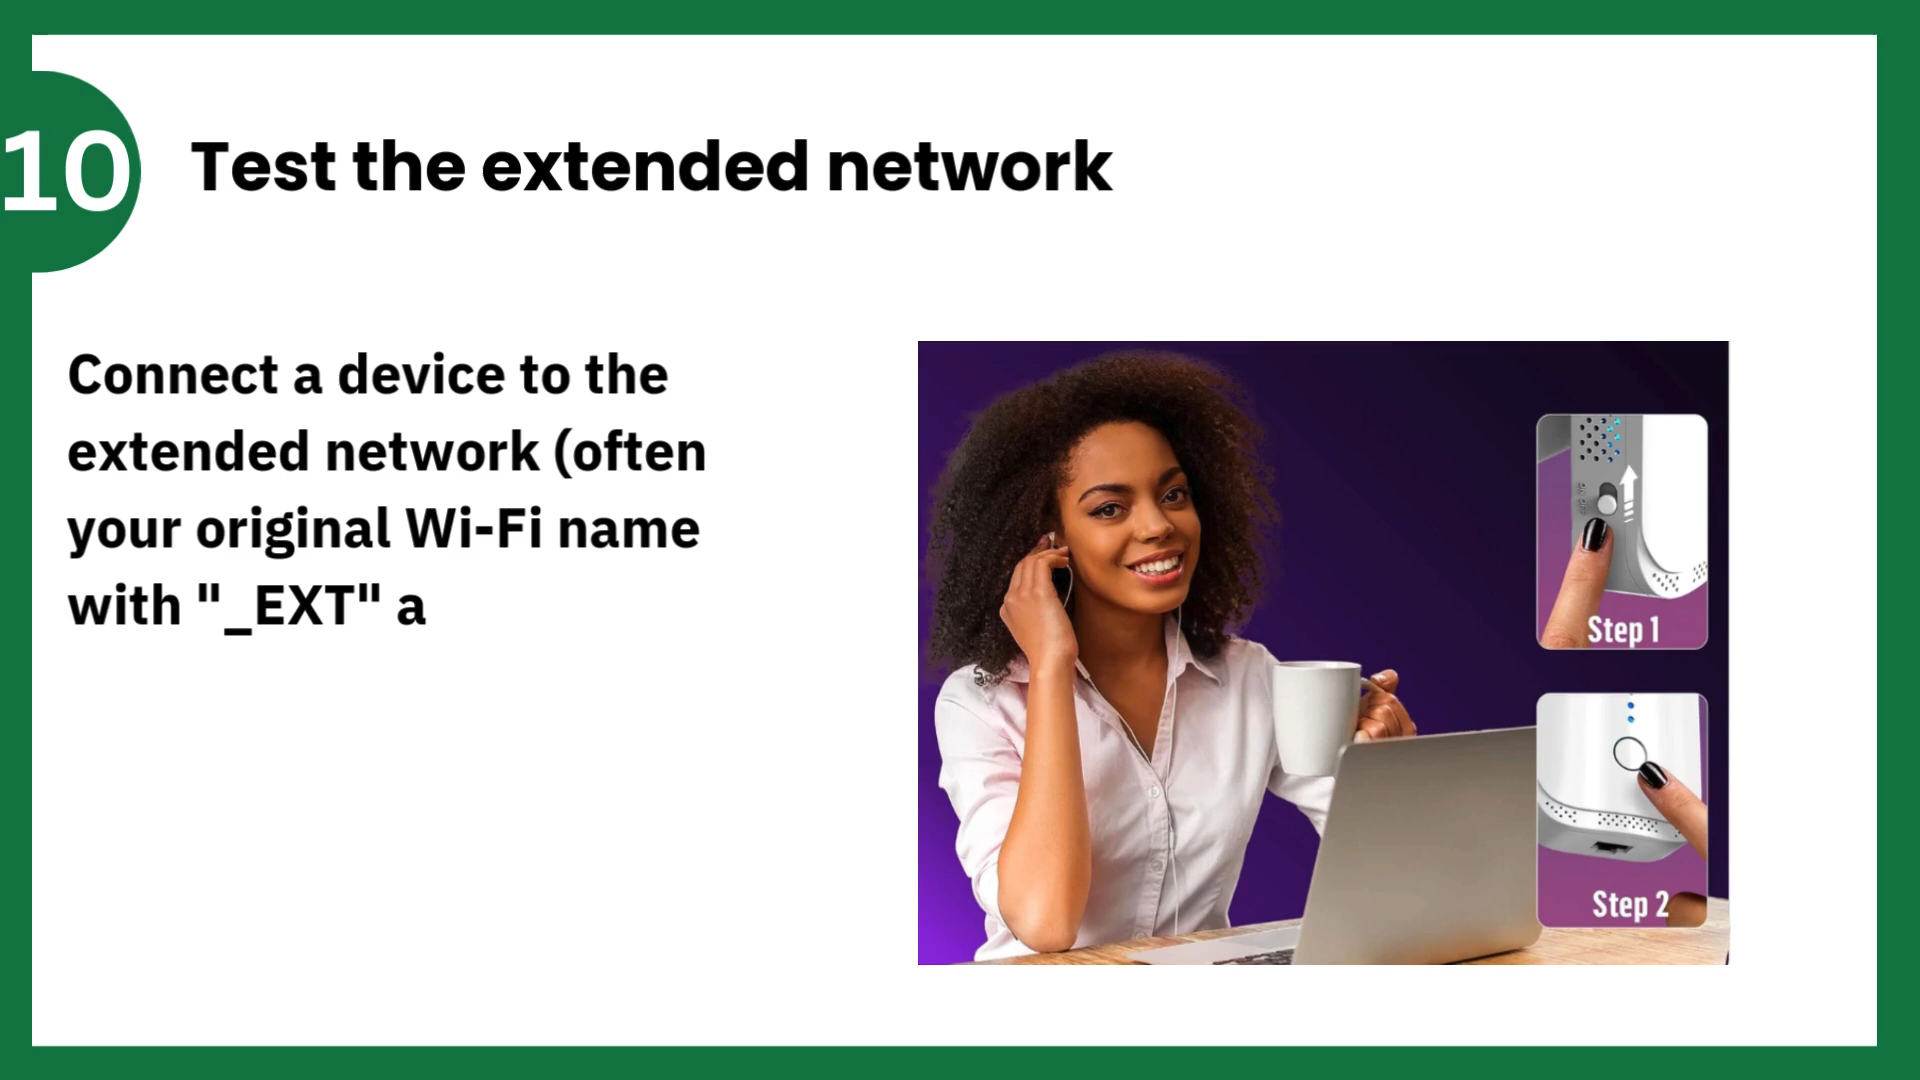 10
Test the extended network
Connect a device to the
extended network (often
your original Wi-Fi name
with "_EXT" a
Step 1
Step 2